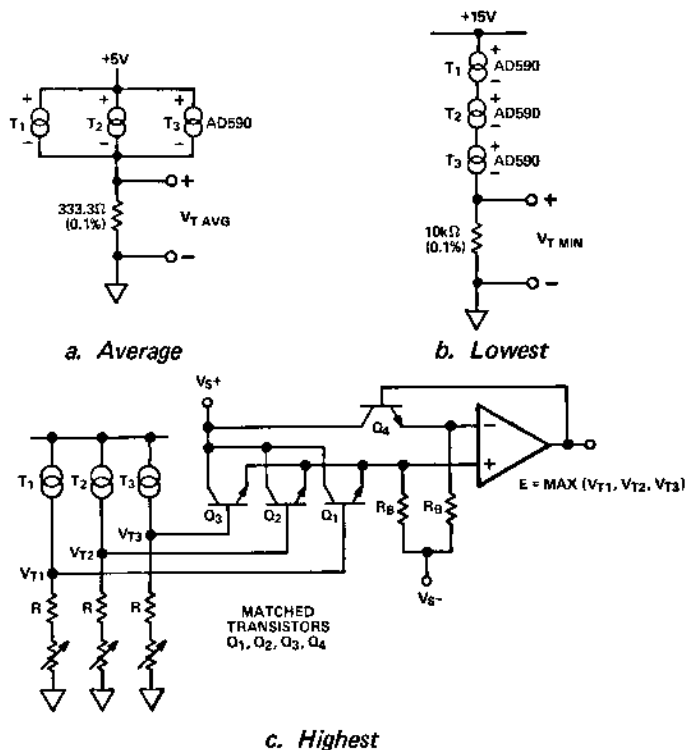 +5V
+ + +
T1 T2 T3 AD590
− − −
+
333.3Ω
(0.1%)
VT AVG
−
a. Average
+15V
T1 + AD590
−
T2 + AD590
−
T3 + AD590
−
+
10kΩ
(0.1%)
VT MIN
−
b. Lowest
VS+
Q4
−
+
E = MAX (VT1, VT2, VT3)
T1 T2 T3
Q3 Q2 Q1
RB RB
VT3
VT2
VT1
VS−
R R R
MATCHED
TRANSISTORS
Q1, Q2, Q3, Q4
c. Highest